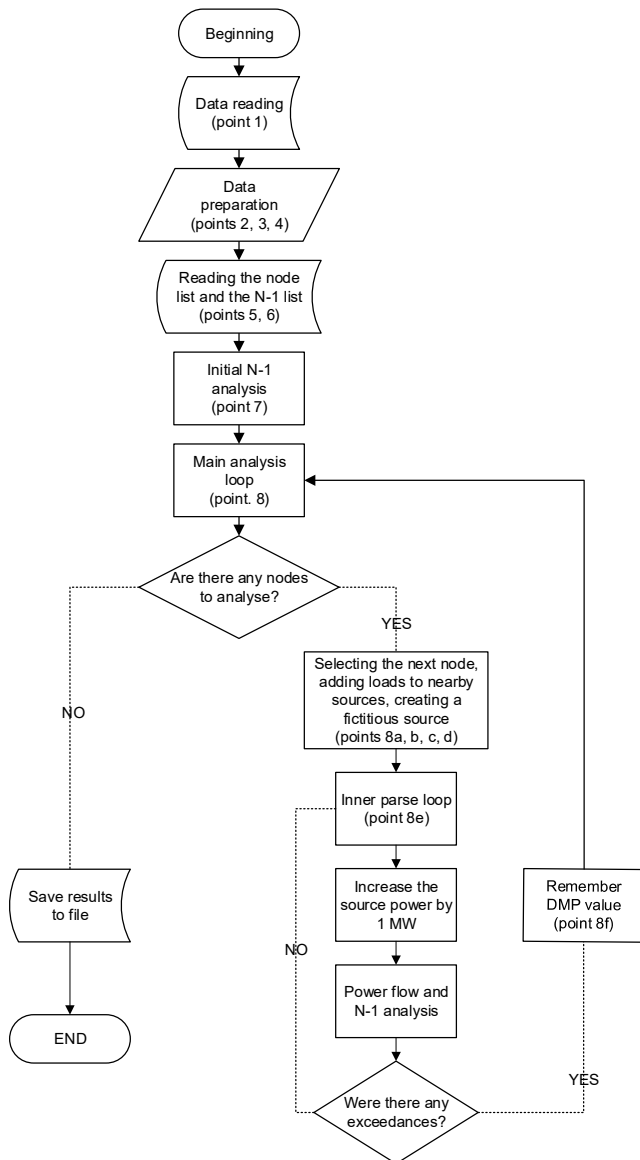 Beginning
Data reading
(point 1)
Data
preparation
(points 2, 3, 4)
Reading the node
list and the N-1 list
(points 5, 6)
Initial N-1
analysis
(point 7)
Main analysis
loop
(point. 8)
Are there any nodes
to analyse?
YES
NO
Selecting the next node,
adding loads to nearby
sources, creating a
fictitious source
(points 8a, b, c, d)
Inner parse loop
(point 8e)
Increase the
source power by
1 MW
Power flow and
N-1 analysis
Were there any
exceedances?
NO
YES
Remember
DMP value
(point 8f)
Save results
to file
END